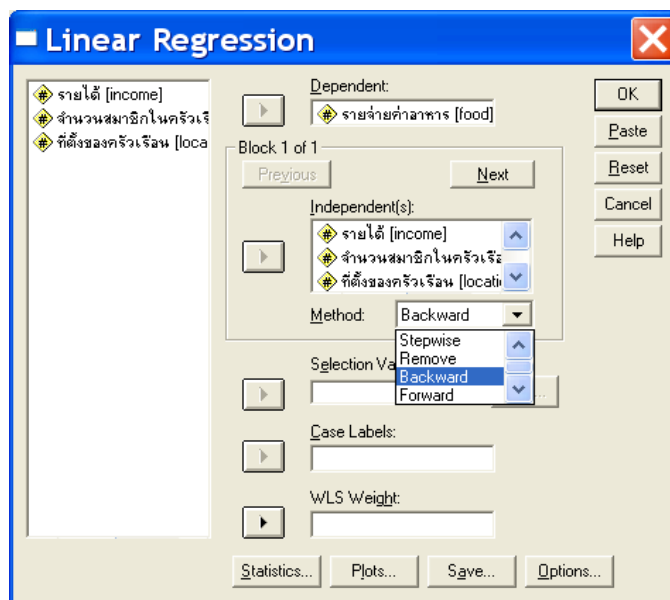 Linear Regression
รายได้ [income]
จำนวนสมาชิกในครัวเรื
ที่ตั้งของครัวเรือน [loca
Dependent:
รายจ่ายค่าอาหาร [food]
Block 1 of 1
Previous
Next
Independent(s):
รายได้ [income]
จำนวนสมาชิกในครัวเรือ
ที่ตั้งของครัวเรือน [locati
Method:
Backward
Stepwise
Remove
Backward
Forward
Selection Va
Case Labels:
WLS Weight:
OK
Paste
Reset
Cancel
Help
Statistics...
Plots...
Save...
Options...